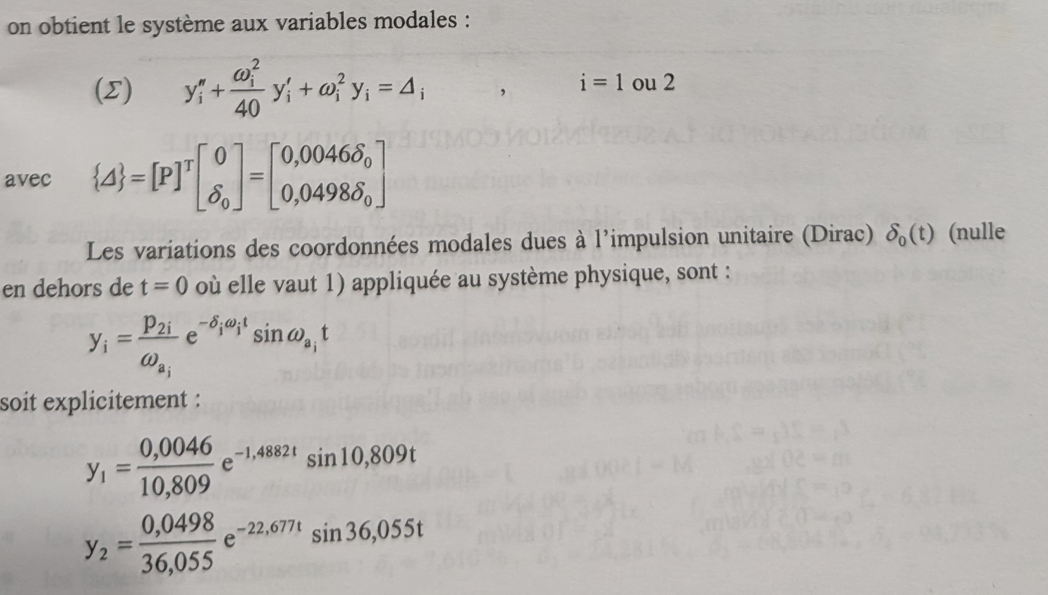 on obtient le système aux variables modales :
(Σ) y″ᵢ + ωᵢ²/40 y′ᵢ + ωᵢ² yᵢ = Δᵢ , i = 1 ou 2
avec {Δ} = [P]ᵀ [0 ; δ₀] = [0,0046δ₀ ; 0,0498δ₀]
Les variations des coordonnées modales dues à l’impulsion unitaire (Dirac) δ₀(t) (nulle
en dehors de t = 0 où elle vaut 1) appliquée au système physique, sont :
yᵢ = p₂ᵢ/ω_aᵢ e^(-δᵢωᵢt) sin ω_aᵢ t
soit explicitement :
y₁ = 0,0046/10,809 e^(-1,4882t) sin 10,809t
y₂ = 0,0498/36,055 e^(-22,677t) sin 36,055t